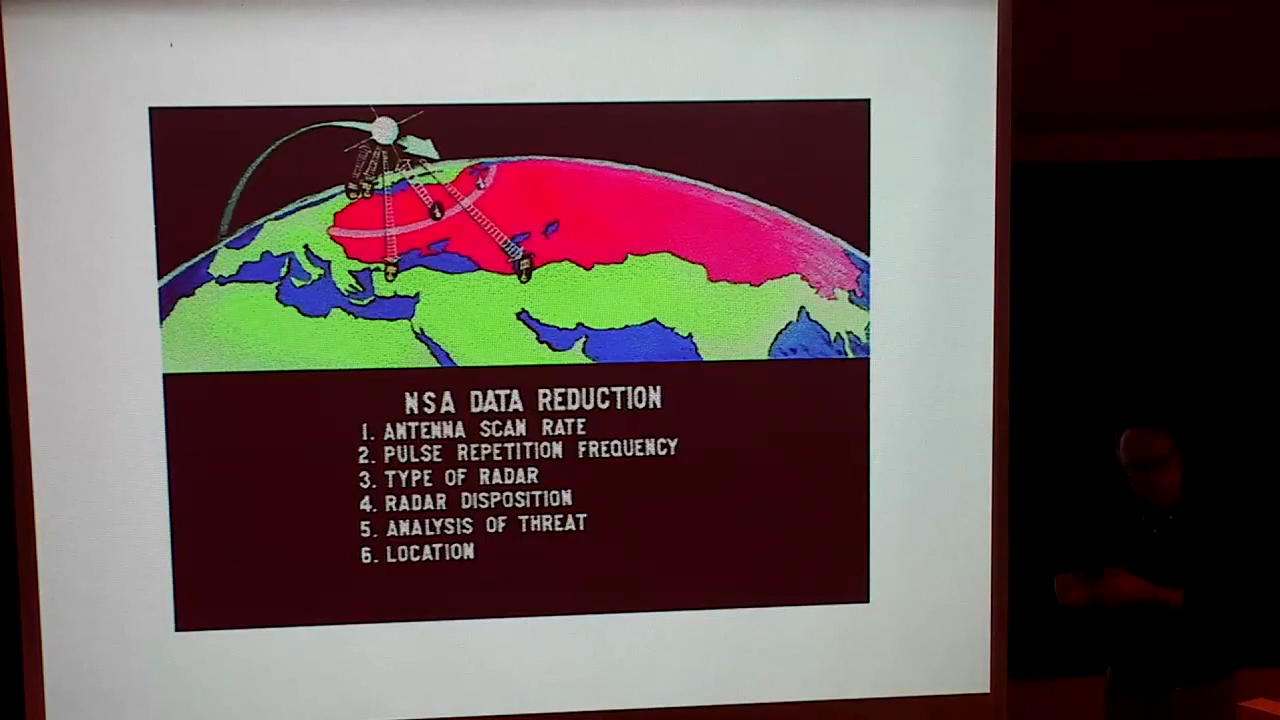 NSA DATA REDUCTION
1. ANTENNA SCAN RATE
2. PULSE REPETITION FREQUENCY
3. TYPE OF RADAR
4. RADAR DISPOSITION
5. ANALYSIS OF THREAT
6. LOCATION